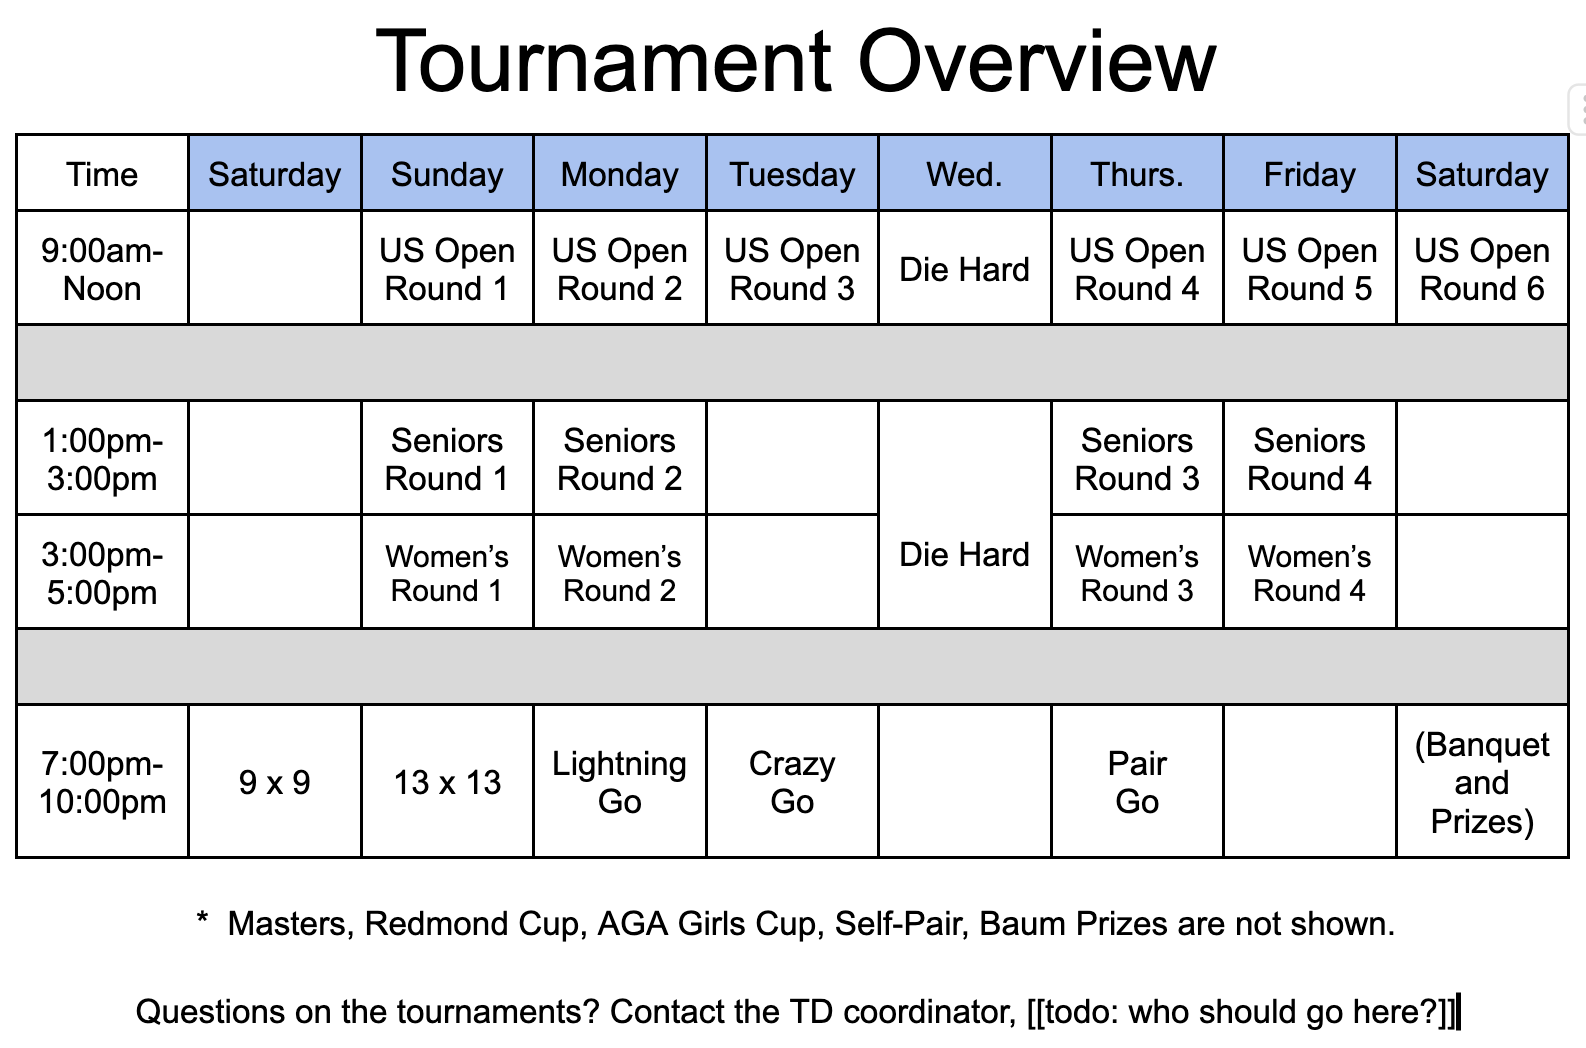 Tournament Overview
Time Saturday Sunday Monday Tuesday Wed. Thurs. Friday Saturday
9:00am-
Noon
US Open
Round 1
US Open
Round 2
US Open
Round 3
Die Hard
US Open
Round 4
US Open
Round 5
US Open
Round 6
1:00pm-
3:00pm
Seniors
Round 1
Seniors
Round 2
Seniors
Round 3
Seniors
Round 4
3:00pm-
5:00pm
Women’s
Round 1
Women’s
Round 2
Die Hard
Women’s
Round 3
Women’s
Round 4
7:00pm-
10:00pm
9 x 9
13 x 13
Lightning
Go
Crazy
Go
Pair
Go
(Banquet
and
Prizes)
* Masters, Redmond Cup, AGA Girls Cup, Self-Pair, Baum Prizes are not shown.
Questions on the tournaments? Contact the TD coordinator, [[todo: who should go here?]]